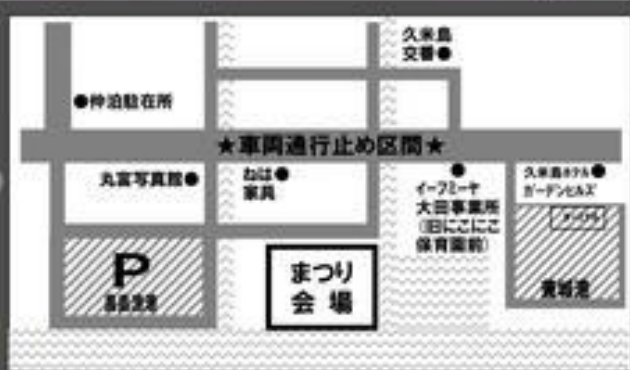 久米島
交番●
●仲泊駐在所
★車両通行止め区間★
丸富写真館●
ねは●
家具
イーフミーヤ
大田事業所
(旧にこにこ
保育園前)
久米島ホテル●
ガーデンヒルズ
P
まつり
会場